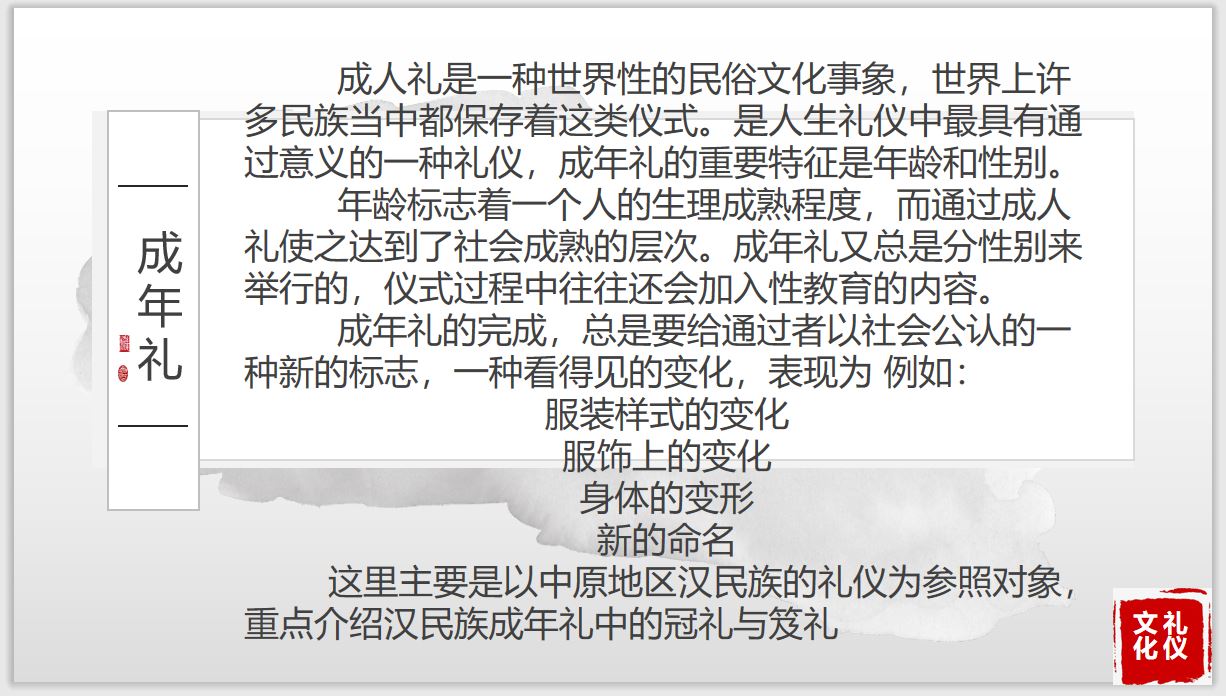 成年礼
成人礼是一种世界性的民俗文化事象，世界上许
多民族当中都保存着这类仪式。是人生礼仪中最具有通
过意义的一种礼仪，成年礼的重要特征是年龄和性别。
年龄标志着一个人的生理成熟程度，而通过成人
礼使之达到了社会成熟的层次。成年礼又总是分性别来
举行的，仪式过程中往往还会加入性教育的内容。
成年礼的完成，总是要给通过者以社会公认的一
种新的标志，一种看得见的变化，表现为 例如：
服装样式的变化
服饰上的变化
身体的变形
新的命名
这里主要是以中原地区汉民族的礼仪为参照对象，
重点介绍汉民族成年礼中的冠礼与笈礼
礼仪
文化